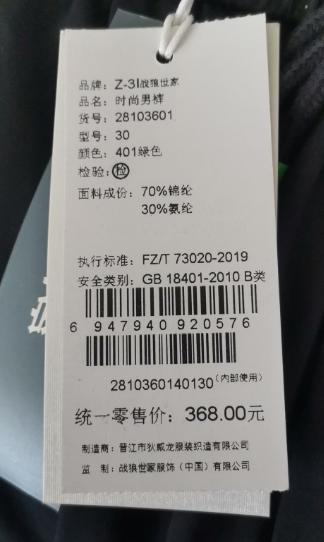 品牌：Z-3l战狼世家
品名：时尚男裤
货号：28103601
型号：30
颜色：401绿色
检验：检
面料成份：70%锦纶
30%氨纶
执行标准：FZ/T 73020-2019
安全类别：GB 18401-2010 B类
6 947940 920576
2810360140130（内部使用）
统一零售价：368.00元
制造商：晋江市狄威龙服装织造有限公司
监　制：战狼世家服饰（中国）有限公司